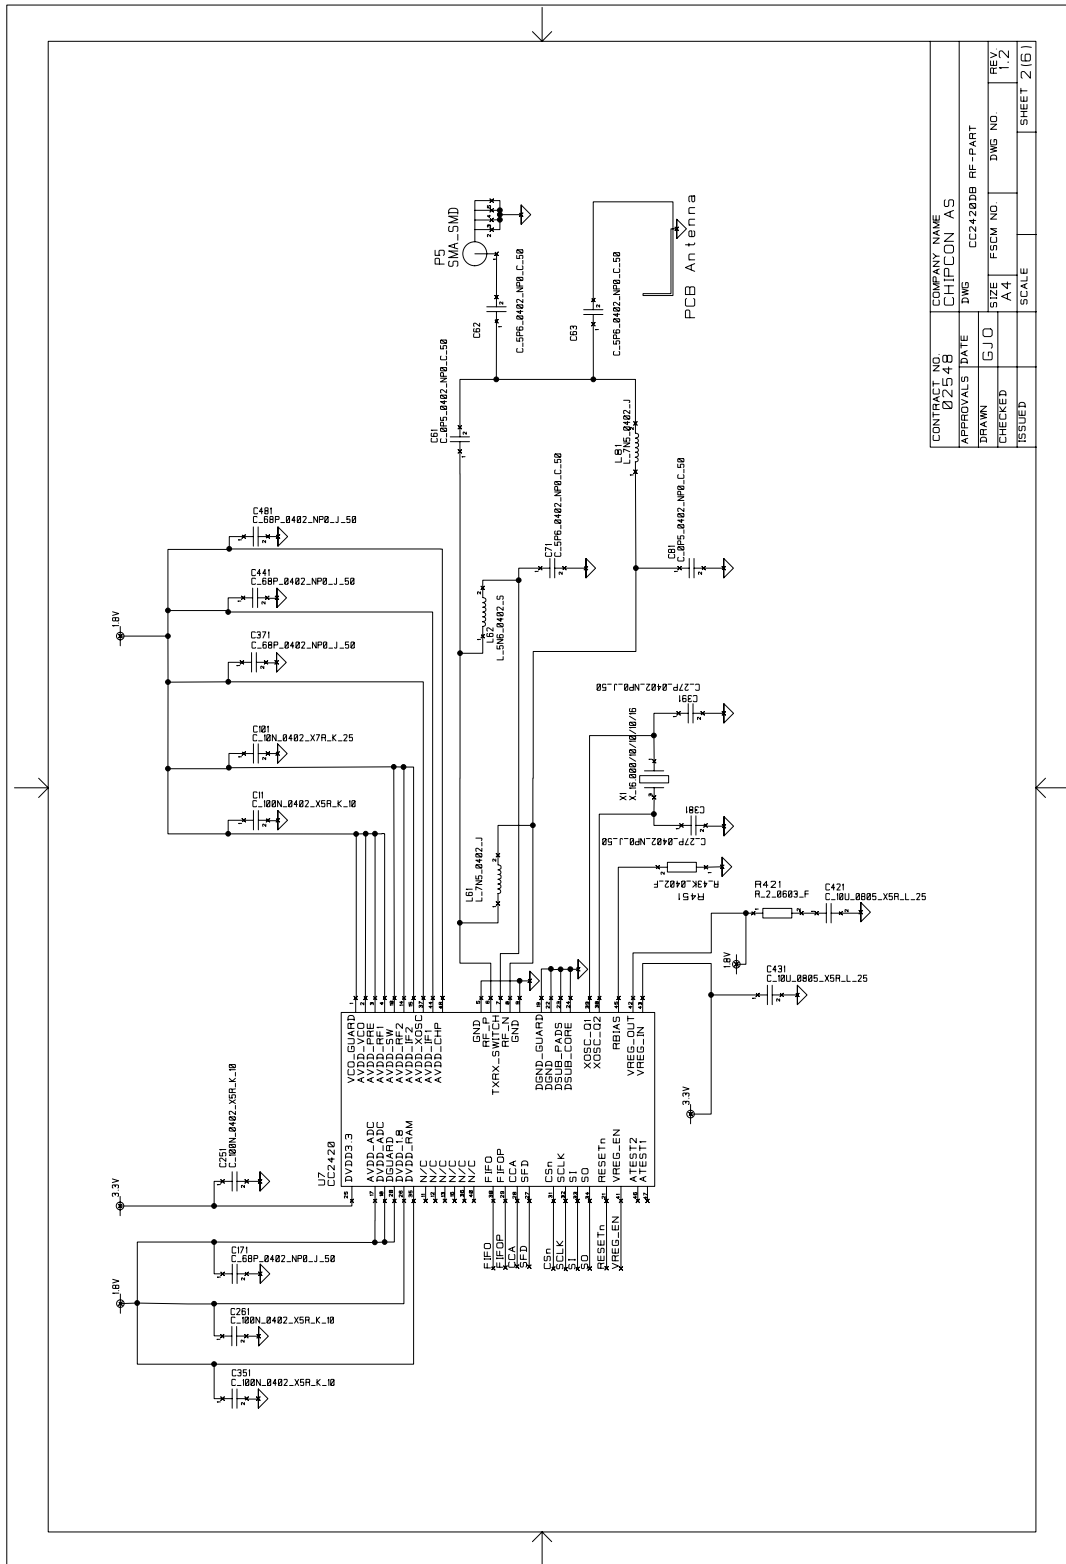 CONTRACT NO.
02548
COMPANY NAME
CHIPCON AS
APPROVALS
DATE
DRAWN
GJO
CHECKED
ISSUED
DWG
CC2420DB RF-PART
SIZE
A4
FSCM NO.
DWG NO.
REV.
1.2
SCALE
SHEET 2(6)
P5
SMA_SMD
C62
C_5P6_0402_NP0_C_50
C63
C_5P6_0402_NP0_C_50
PCB Antenna
C61
C_0P5_0402_NP0_C_50
L81
L_7N5_0402_J
C71
C_5P6_0402_NP0_C_50
C81
C_0P5_0402_NP0_C_50
L62
L_5N6_0402_S
L61
L_7N5_0402_J
C481
C_68P_0402_NP0_J_50
C441
C_68P_0402_NP0_J_50
1.8V
C371
C_68P_0402_NP0_J_50
C101
C_10N_0402_X7R_K_25
C11
C_100N_0402_X5R_K_10
C391
C_27P_0402_NP0_J_50
X1
X_16.000/10/10/10/16
C381
C_27P_0402_NP0_J_50
R451
R_43K_0402_F
R421
R_2_0603_F
C421
C_10U_0805_X5R_L_25
1.8V
C431
C_10U_0805_X5R_L_25
3.3V
U7
CC2420
VCO_GUARD
AVDD_VCO
AVDD_PRE
AVDD_RF1
AVDD_SW
AVDD_RF2
AVDD_IF2
AVDD_XOSC
AVDD_IF1
AVDD_CHP
GND
RF_P
TXRX_SWITCH
RF_N
GND
DGND_GUARD
DGND
DSUB_PADS
DSUB_CORE
XOSC_Q1
XOSC_Q2
RBIAS
VREG_OUT
VREG_IN
DVDD3.3
AVDD_ADC
DVDD_ADC
DGUARD
DVDD_1.8
DVDD_RAM
N/C
N/C
N/C
N/C
N/C
N/C
FIFO
FIFOP
CCA
SFD
CSn
SCLK
SI
SO
RESETn
VREG_EN
ATEST2
ATEST1
FIFO
FIFOP
CCA
SFD
CSn
SCLK
SI
SO
RESETn
VREG_EN
C251
C_100N_0402_X5R_K_10
3.3V
C171
C_68P_0402_NP0_J_50
1.8V
C261
C_100N_0402_X5R_K_10
C351
C_100N_0402_X5R_K_10